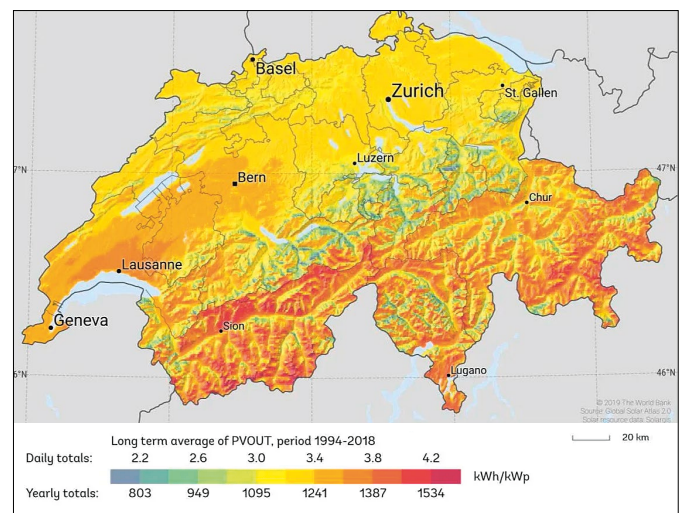 Basel
Zurich
St. Gallen
Luzern
7°N
47°N
Bern
Chur
Lausanne
Sion
Geneva
6°N
46°N
Lugano
© 2019 The World Bank
Source: Global Solar Atlas 2.0
Solar resource data: Solargis
Long term average of PVOUT, period 1994-2018
20 km
Daily totals: 2.2 2.6 3.0 3.4 3.8 4.2
kWh/kWp
Yearly totals: 803 949 1095 1241 1387 1534